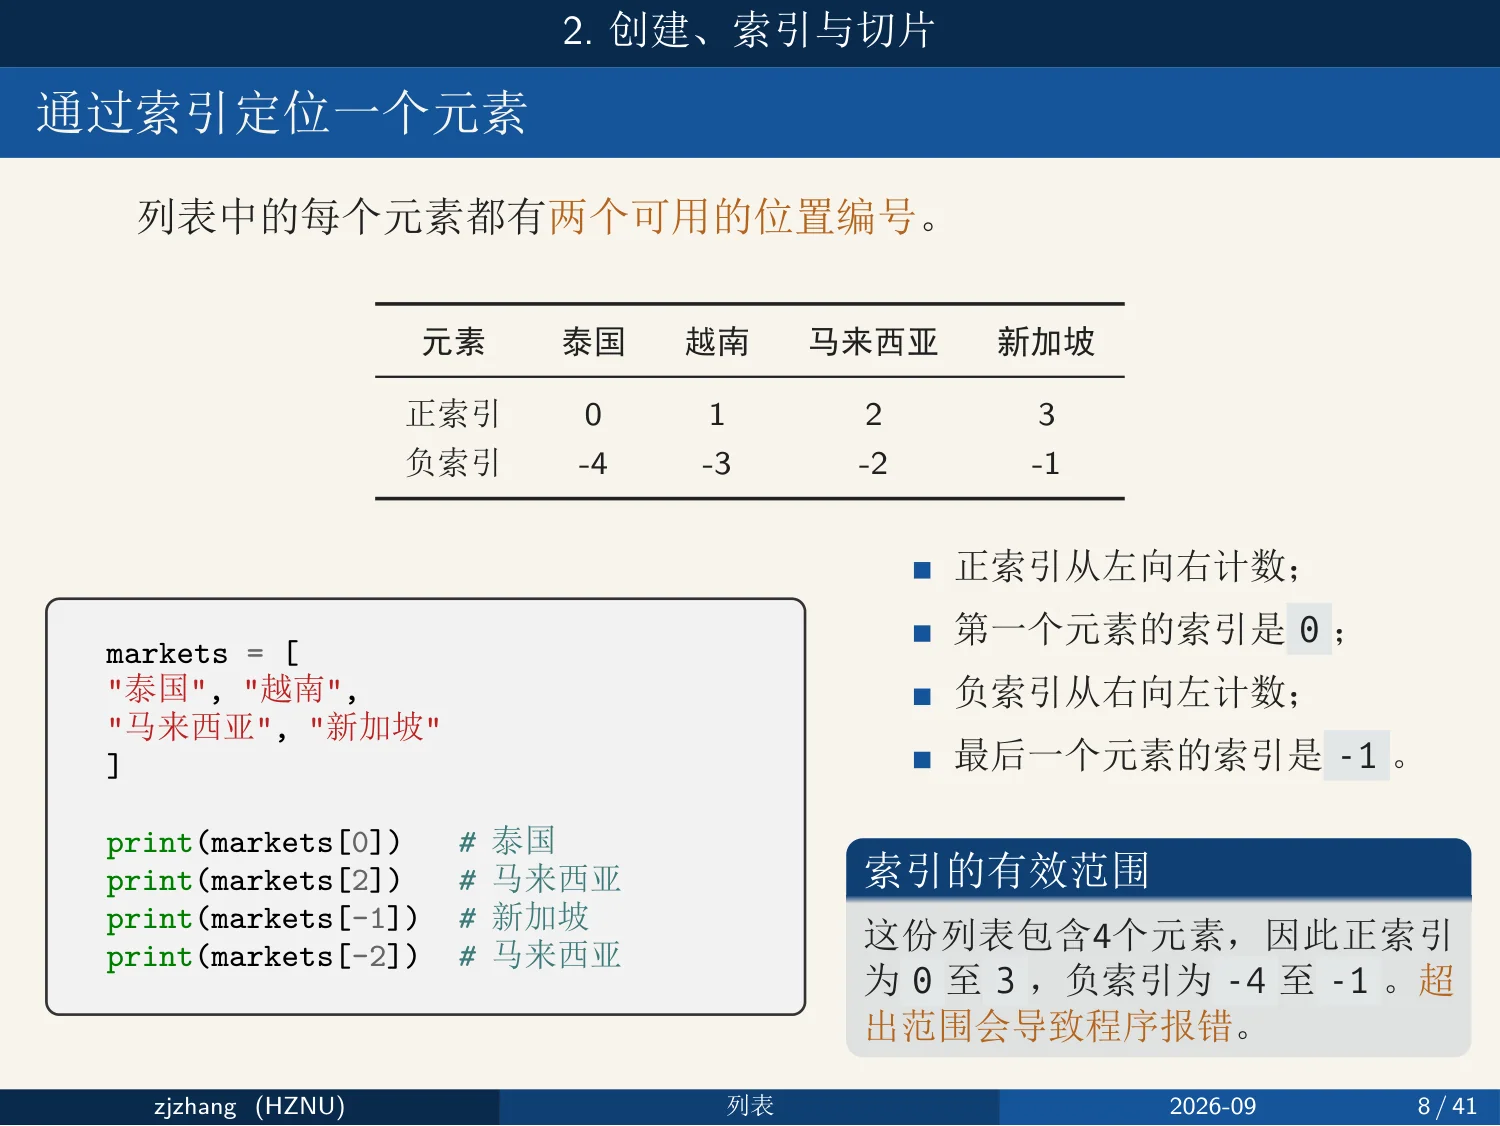 2. 创建、索引与切片
通过索引定位一个元素
列表中的每个元素都有两个可用的位置编号。
元素 泰国 越南 马来西亚 新加坡
正索引 0 1 2 3
负索引 -4 -3 -2 -1
markets = [
"泰国", "越南",
"马来西亚", "新加坡"
]
print(markets[0]) # 泰国
print(markets[2]) # 马来西亚
print(markets[-1]) # 新加坡
print(markets[-2]) # 马来西亚
正索引从左向右计数；
第一个元素的索引是 0 ；
负索引从右向左计数；
最后一个元素的索引是 -1 。
索引的有效范围
这份列表包含4个元素，因此正索引
为 0 至 3 ，负索引为 -4 至 -1 。超
出范围会导致程序报错。
zjzhang (HZNU) 列表 2026-09 8 / 41